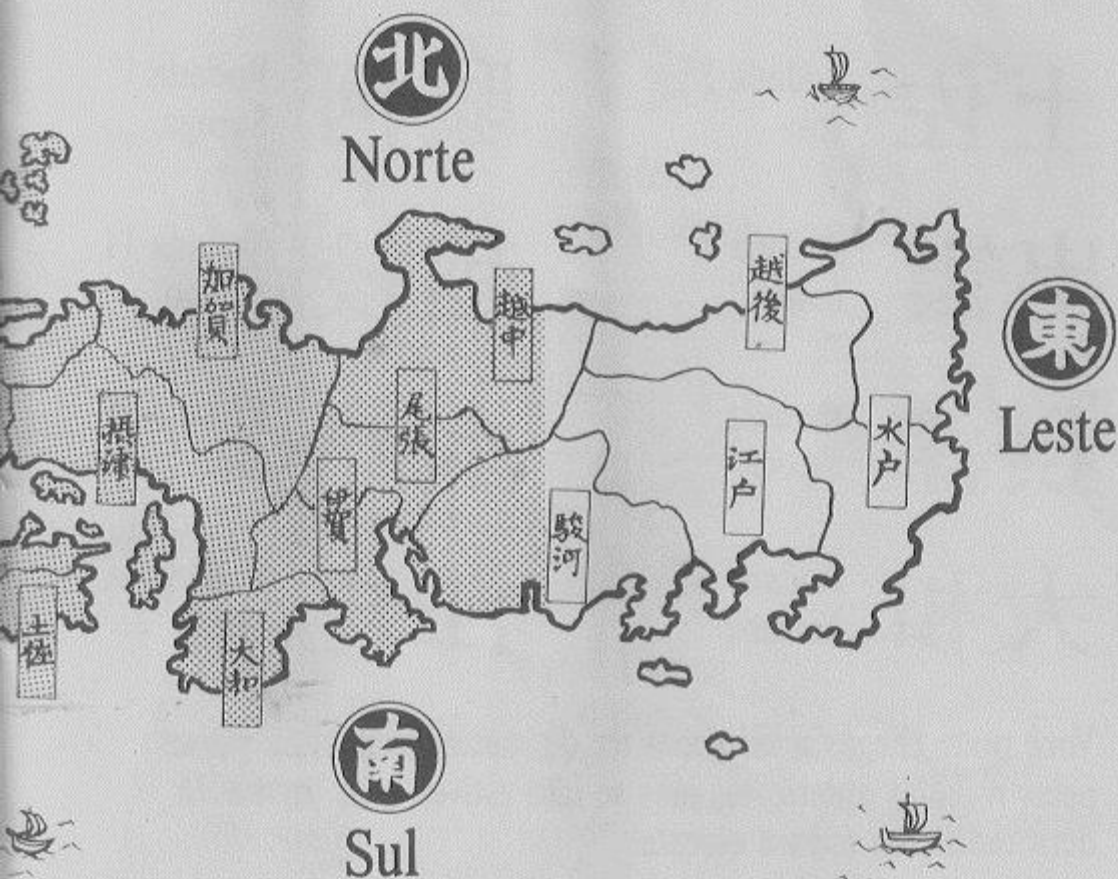 北
Norte
加賀
越中
越後
東
Leste
尾張
摂津
水戸
江戸
伊賀
駿河
土佐
大和
南
Sul